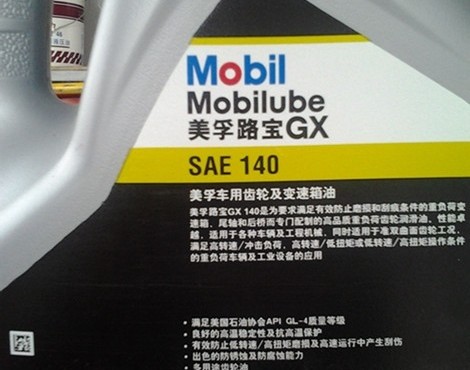 Mobil
Mobilube
美孚路宝GX
SAE 140
美孚车用齿轮及变速箱油
美孚路宝GX 140是为要求满足有效防止磨损和刮痕条件的重负荷变
速箱、尾轴和后桥而专门配制的高品质重负荷齿轮润滑油，性能卓
越，适用于各种车辆及工程机械，同时适用于准双曲面齿轮工况，
满足高转速/冲击负荷，高转速/低扭矩或低转速/高扭矩操作条件
的重负荷车辆及工业设备的应用
• 满足美国石油协会API GL-4质量等级
• 良好的高温稳定性及抗高温保护
• 有效防止低转速/高扭矩磨损及高速运行中产生刮伤
• 出色的防锈蚀及防腐蚀能力
• 多用途齿轮油